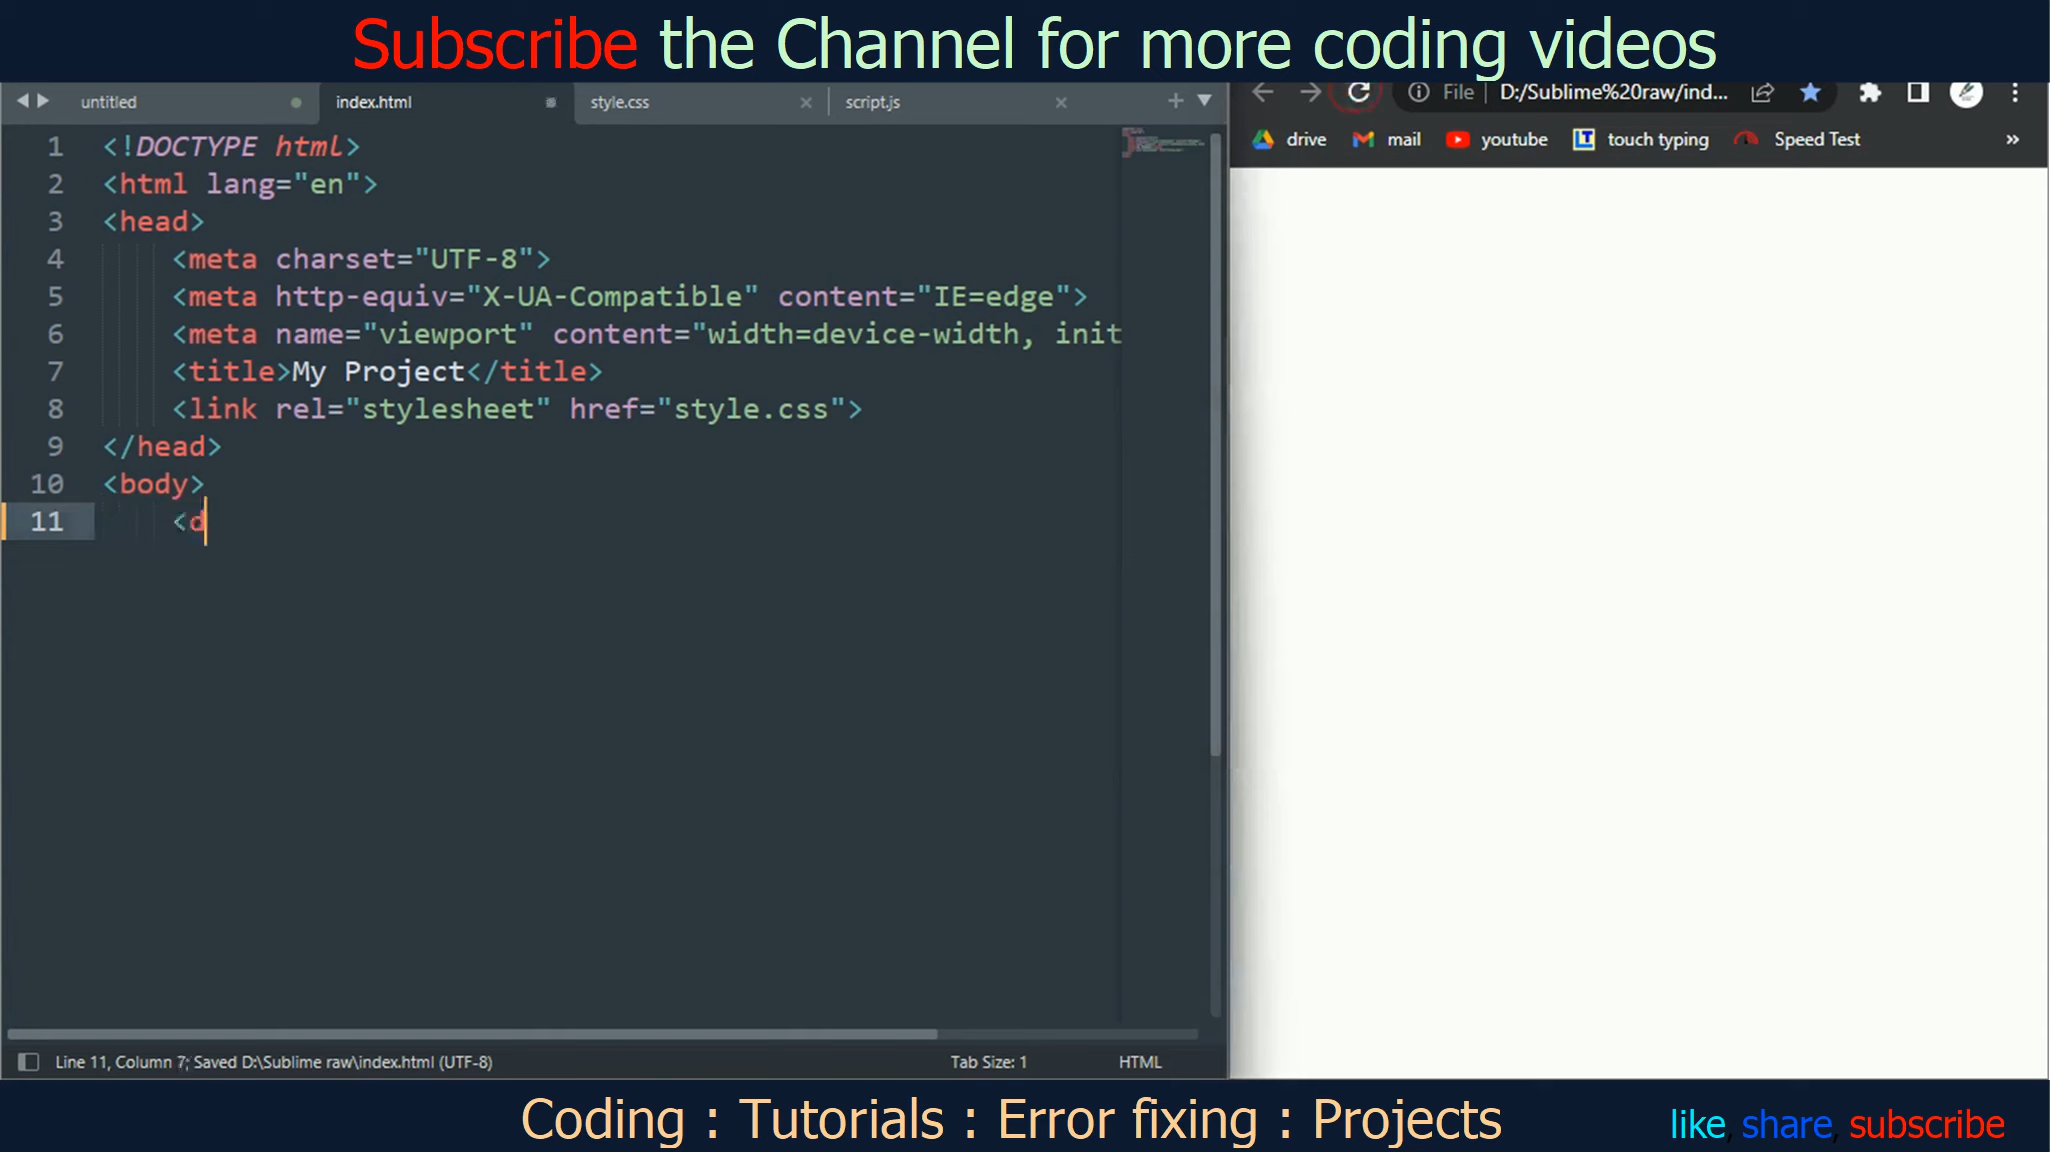 Subscribe the Channel for more coding videos
untitled index.html style.css script.js
File D:/Sublime%20raw/ind...
drive mail youtube touch typing Speed Test »
1 <!DOCTYPE html>
2 <html lang="en">
3 <head>
4 <meta charset="UTF-8">
5 <meta http-equiv="X-UA-Compatible" content="IE=edge">
6 <meta name="viewport" content="width=device-width, init
7 <title>My Project</title>
8 <link rel="stylesheet" href="style.css">
9 </head>
10 <body>
11 <d
Line 11, Column 7; Saved D:\Sublime raw\index.html (UTF-8) Tab Size: 1 HTML
Coding : Tutorials : Error fixing : Projects
like, share, subscribe